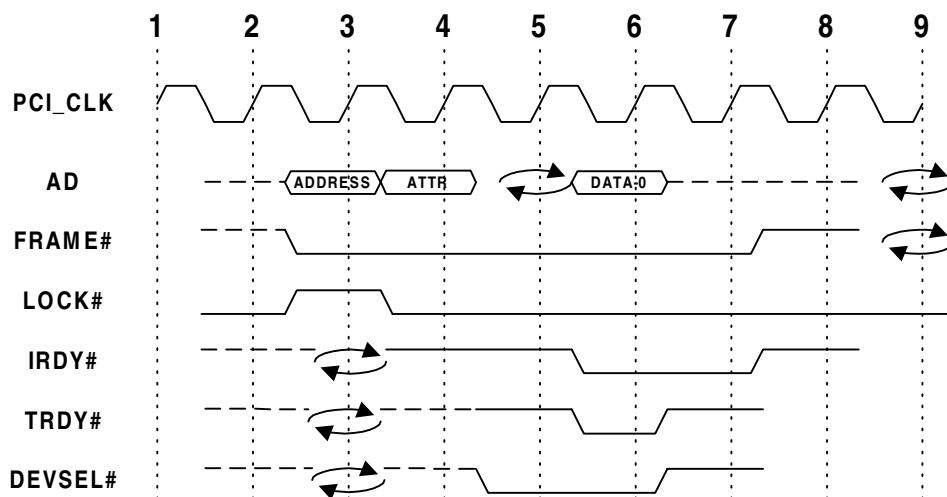 1 2 3 4 5 6 7 8 9
PCI_CLK
AD ADDRESS ATTR DATA-0
FRAME#
LOCK#
IRDY#
TRDY#
DEVSEL#